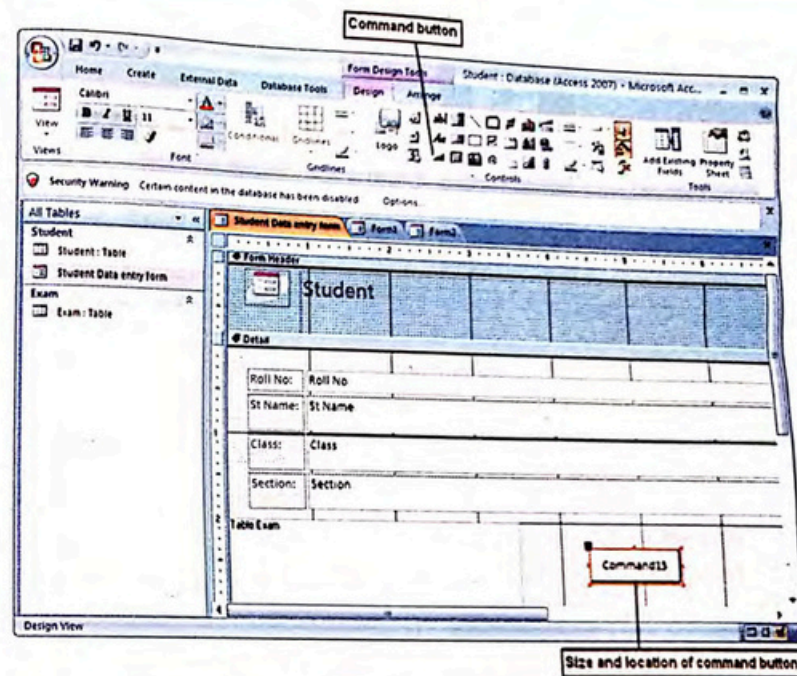 Command button
Form Design Tools
Student : Database (Access 2007) - Microsoft Acc...
Home Create External Data Database Tools Design Arrange
Calibri
B I U 11
View
Conditional
Gridlines
Logo
Add Existing Fields
Property Sheet
Views
Font
Gridlines
Controls
Tools
Security Warning Certain content in the database has been disabled Options...
All Tables
Student
Student : Table
Student Data entry form
Exam
Exam : Table
Student Data entry form Form1 Form2
Form Header
Student
Detail
Roll No: Roll No
St Name: St Name
Class: Class
Section: Section
Table Exam
Command13
Design View
Size and location of command button